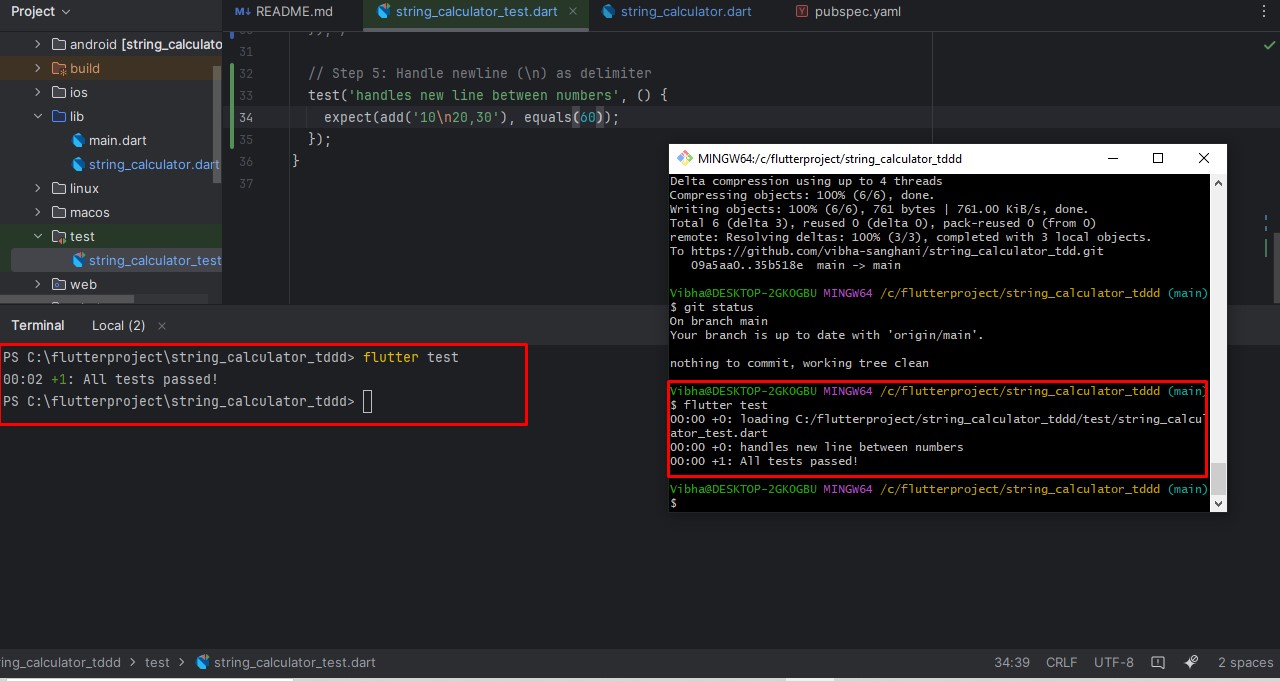 Project
README.md
string_calculator_test.dart
string_calculator.dart
pubspec.yaml
android [string_calculato
build
ios
lib
main.dart
string_calculator.dart
linux
macos
test
string_calculator_test
web
31
32 // Step 5: Handle newline (\n) as delimiter
33 test('handles new line between numbers', () {
34 expect(add('10\n20,30'), equals(60));
35 });
36 }
37
MINGW64:/c/flutterproject/string_calculator_tddd
Delta compression using up to 4 threads
Compressing objects: 100% (6/6), done.
Writing objects: 100% (6/6), 761 bytes | 761.00 KiB/s, done.
Total 6 (delta 3), reused 0 (delta 0), pack-reused 0 (from 0)
remote: Resolving deltas: 100% (3/3), completed with 3 local objects.
To https://github.com/vibha-sanghani/string_calculator_tdd.git
09a5aa0..35b518e main -> main
Vibha@DESKTOP-2GKOGBU MINGW64 /c/flutterproject/string_calculator_tddd (main)
$ git status
On branch main
Your branch is up to date with 'origin/main'.
nothing to commit, working tree clean
Vibha@DESKTOP-2GKOGBU MINGW64 /c/flutterproject/string_calculator_tddd (main)
$ flutter test
00:00 +0: loading C:/flutterproject/string_calculator_tddd/test/string_calcul
ator_test.dart
00:00 +0: handles new line between numbers
00:00 +1: All tests passed!
Vibha@DESKTOP-2GKOGBU MINGW64 /c/flutterproject/string_calculator_tddd (main)
$
Terminal
Local (2)
PS C:\flutterproject\string_calculator_tddd> flutter test
00:02 +1: All tests passed!
PS C:\flutterproject\string_calculator_tddd>
ing_calculator_tddd > test > string_calculator_test.dart
34:39 CRLF UTF-8 2 spaces